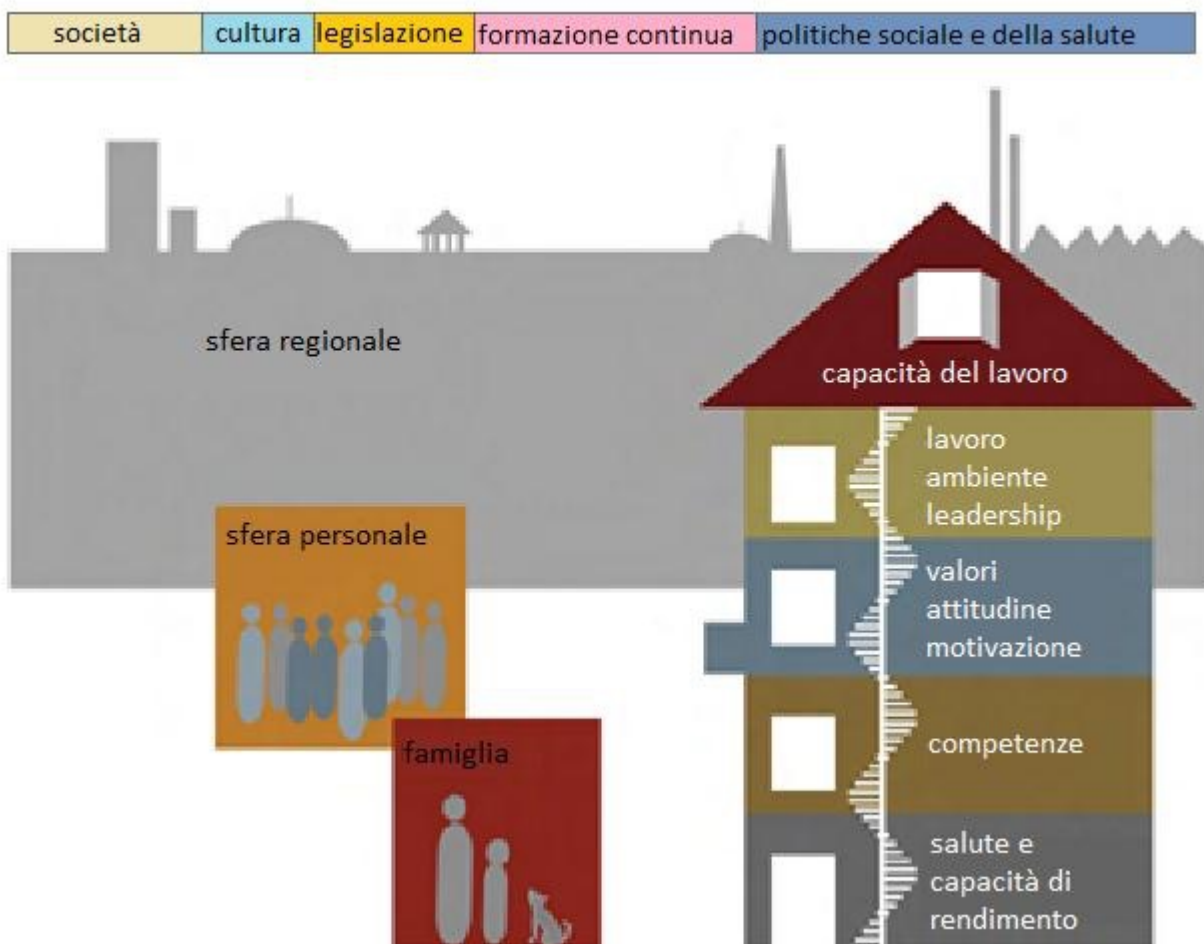 società cultura legislazione formazione continua politiche sociale e della salute
sfera regionale
capacità del lavoro
lavoro
ambiente
leadership
sfera personale
valori
attitudine
motivazione
famiglia
competenze
salute e
capacità di
rendimento